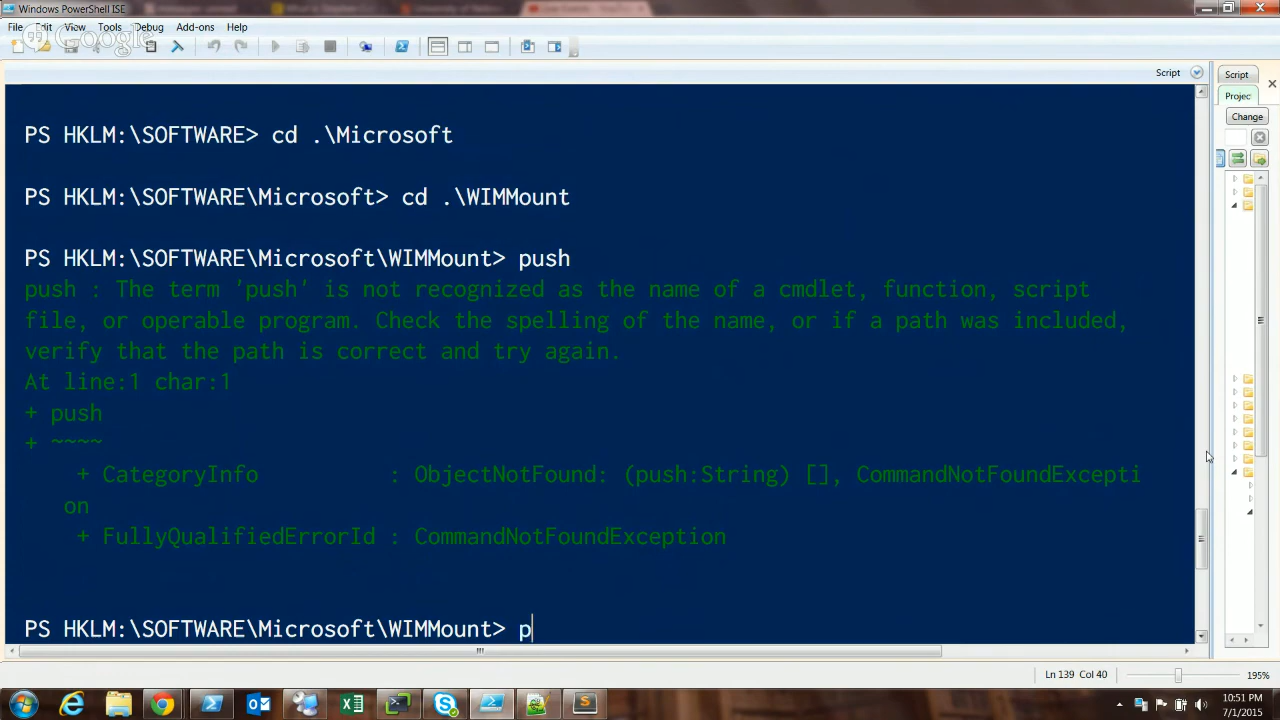 Windows PowerShell ISE
File Edit View Tools Debug Add-ons Help
Google
Script
PS HKLM:\SOFTWARE> cd .\Microsoft
PS HKLM:\SOFTWARE\Microsoft> cd .\WIMMount
PS HKLM:\SOFTWARE\Microsoft\WIMMount> push
push : The term 'push' is not recognized as the name of a cmdlet, function, script
file, or operable program. Check the spelling of the name, or if a path was included,
verify that the path is correct and try again.
At line:1 char:1
+ push
+ ~~~~
+ CategoryInfo : ObjectNotFound: (push:String) [], CommandNotFoundExcepti
on
+ FullyQualifiedErrorId : CommandNotFoundException
PS HKLM:\SOFTWARE\Microsoft\WIMMount> p
Script
Projec
Change
Ln 139 Col 40
195%
10:51 PM
7/1/2015